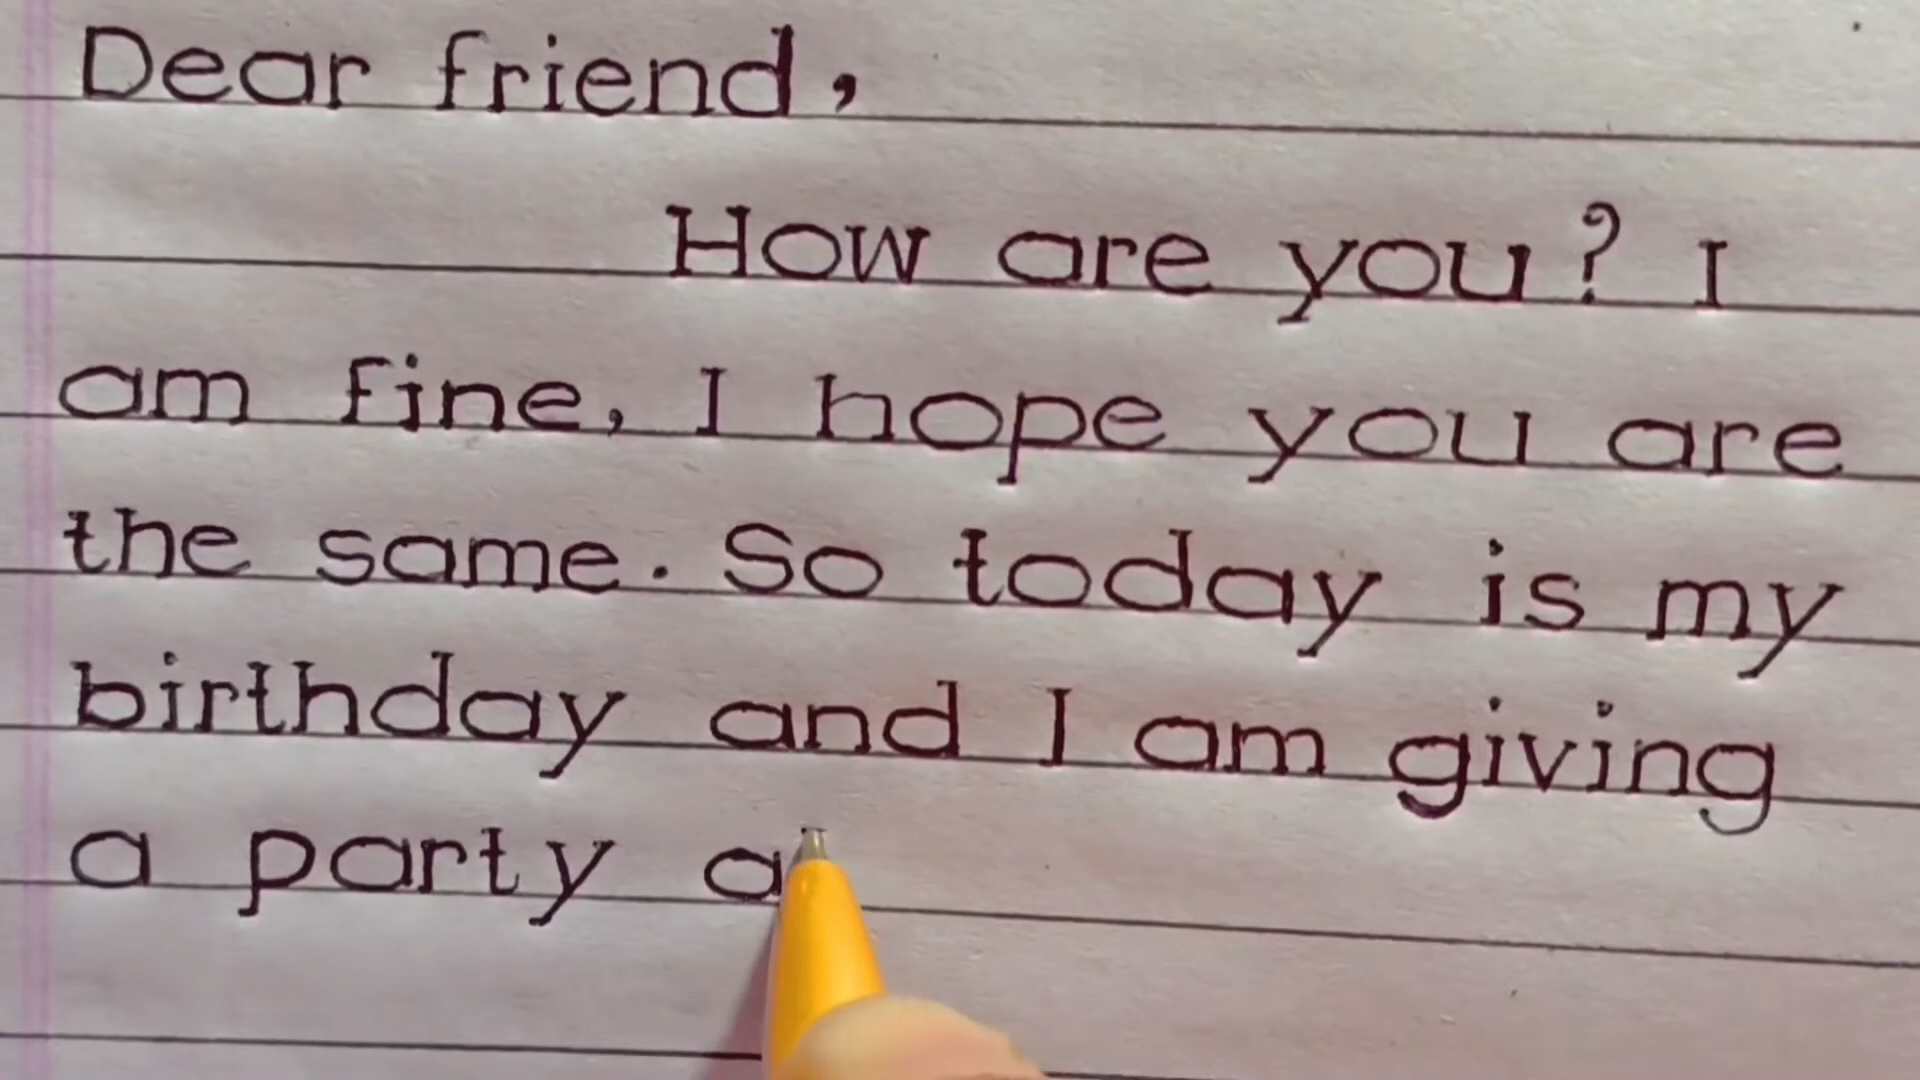 Dear friend,
How are you? I
am fine, I hope you are
the same. So today is my
birthday and I am giving
a party a